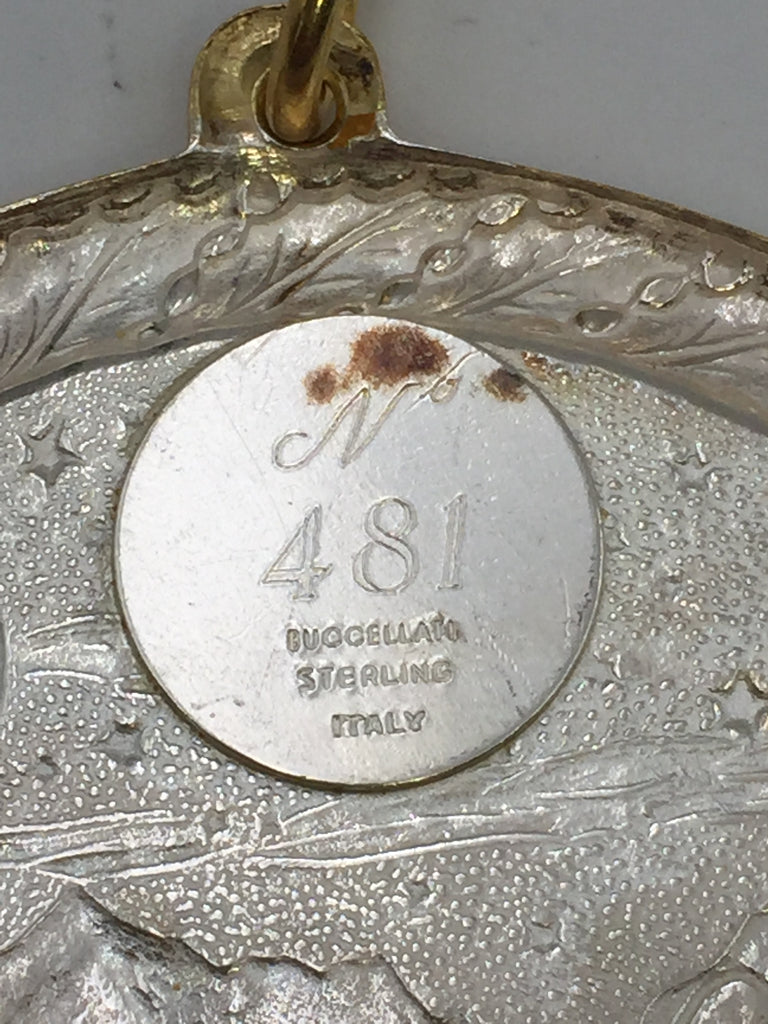 Nº
481
BUCCELLATI
STERLING
ITALY